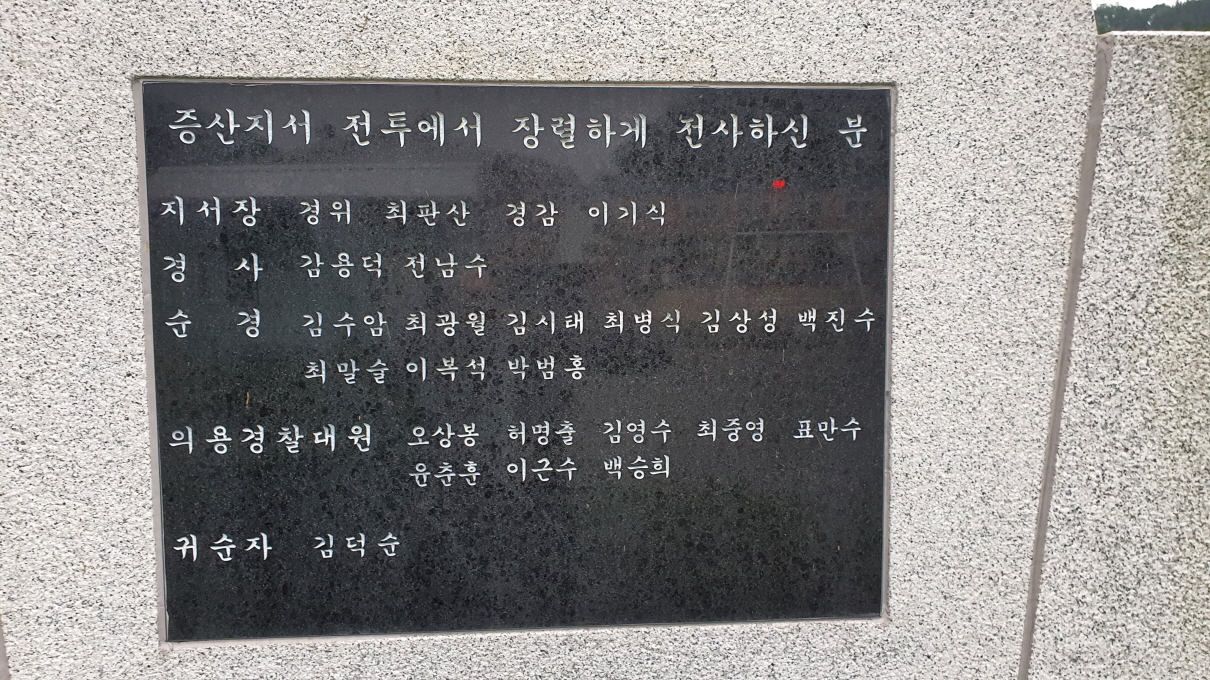 증산지서 전투에서 장렬하게 전사하신 분
지서장 경위 최판산 경감 이기식
경 사 감용덕 전남수
순 경 김수암 최광월 김시태 최병식 김상성 백진수
최말술 이복석 박범홍
의용경찰대원 오상봉 허명출 김영수 최중영 표만수
윤춘훈 이근수 백승희
귀순자 김덕순